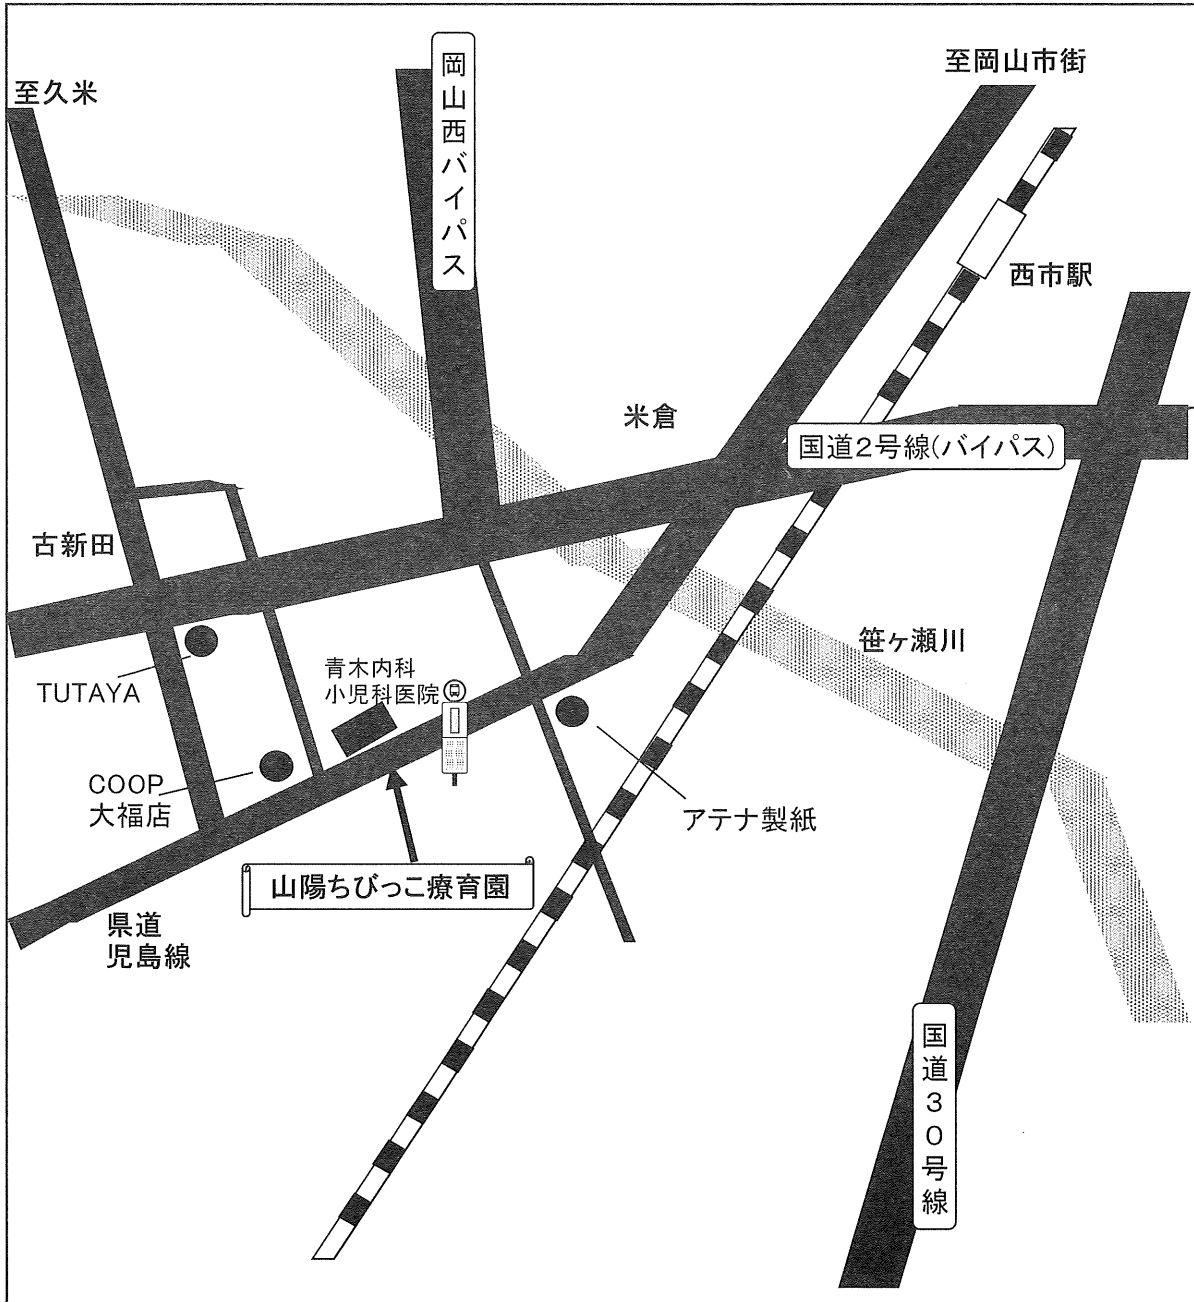 至久米
岡山西バイパス
至岡山市街
西市駅
米倉
国道2号線(バイパス)
古新田
笹ヶ瀬川
TUTAYA
青木内科
小児科医院
COOP
大福店
アテナ製紙
山陽ちびっこ療育園
県道
児島線
国道30号線